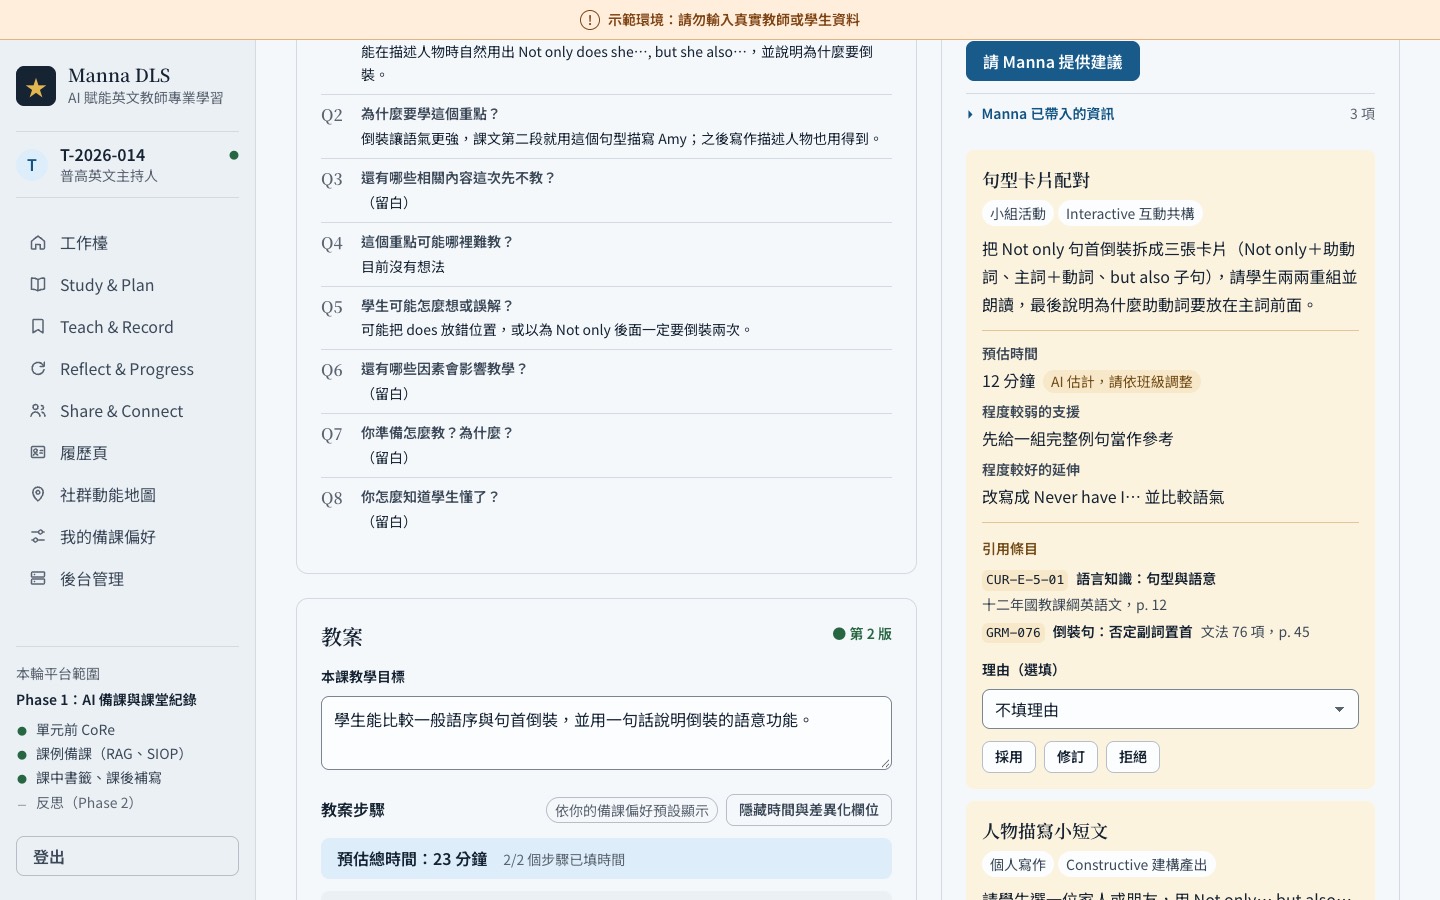 示範環境：請勿輸入真實教師或學生資料
Manna DLS
AI 賦能英文教師專業學習
T
T-2026-014
普高英文主持人
工作檯
Study & Plan
Teach & Record
Reflect & Progress
Share & Connect
履歷頁
社群動能地圖
我的備課偏好
後台管理
本輪平台範圍
Phase 1：AI 備課與課堂紀錄
單元前 CoRe
課例備課（RAG、SIOP）
課中書籤、課後補寫
反思（Phase 2）
登出
能在描述人物時自然用出 Not only does she…, but she also…，並說明為什麼要倒
裝。
Q2 為什麼要學這個重點？
倒裝讓語氣更強，課文第二段就用這個句型描寫 Amy；之後寫作描述人物也用得到。
Q3 還有哪些相關內容這次先不教？
（留白）
Q4 這個重點可能哪裡難教？
目前沒有想法
Q5 學生可能怎麼想或誤解？
可能把 does 放錯位置，或以為 Not only 後面一定要倒裝兩次。
Q6 還有哪些因素會影響教學？
（留白）
Q7 你準備怎麼教？為什麼？
（留白）
Q8 你怎麼知道學生懂了？
（留白）
教案
第 2 版
本課教學目標
學生能比較一般語序與句首倒裝，並用一句話說明倒裝的語意功能。
教案步驟
依你的備課偏好預設顯示
隱藏時間與差異化欄位
預估總時間：23 分鐘 2/2 個步驟已填時間
請 Manna 提供建議
Manna 已帶入的資訊
3 項
句型卡片配對
小組活動
Interactive 互動共構
把 Not only 句首倒裝拆成三張卡片（Not only＋助動
詞、主詞＋動詞、but also 子句），請學生兩兩重組並
朗讀，最後說明為什麼助動詞要放在主詞前面。
預估時間
12 分鐘 AI 估計，請依班級調整
程度較弱的支援
先給一組完整例句當作參考
程度較好的延伸
改寫成 Never have I… 並比較語氣
引用條目
CUR-E-5-01 語言知識：句型與語意
十二年國教課綱英語文，p. 12
GRM-076 倒裝句：否定副詞置首 文法 76 項，p. 45
理由（選填）
不填理由
採用
修訂
拒絕
人物描寫小短文
個人寫作
Constructive 建構產出
請學生選一位家人或朋友，用 Not only… but also…